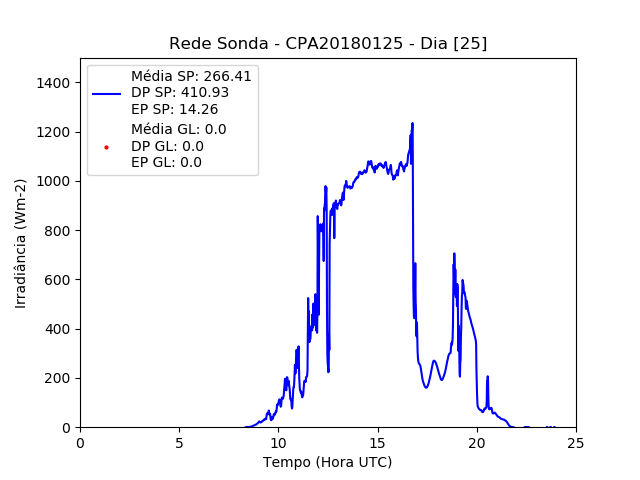 Rede Sonda - CPA20180125 - Dia [25]
Média SP: 266.41
DP SP: 410.93
EP SP: 14.26
Média GL: 0.0
DP GL: 0.0
EP GL: 0.0
1400
1200
1000
800
600
400
200
0
Irradiância (Wm-2)
0 5 10 15 20 25
Tempo (Hora UTC)